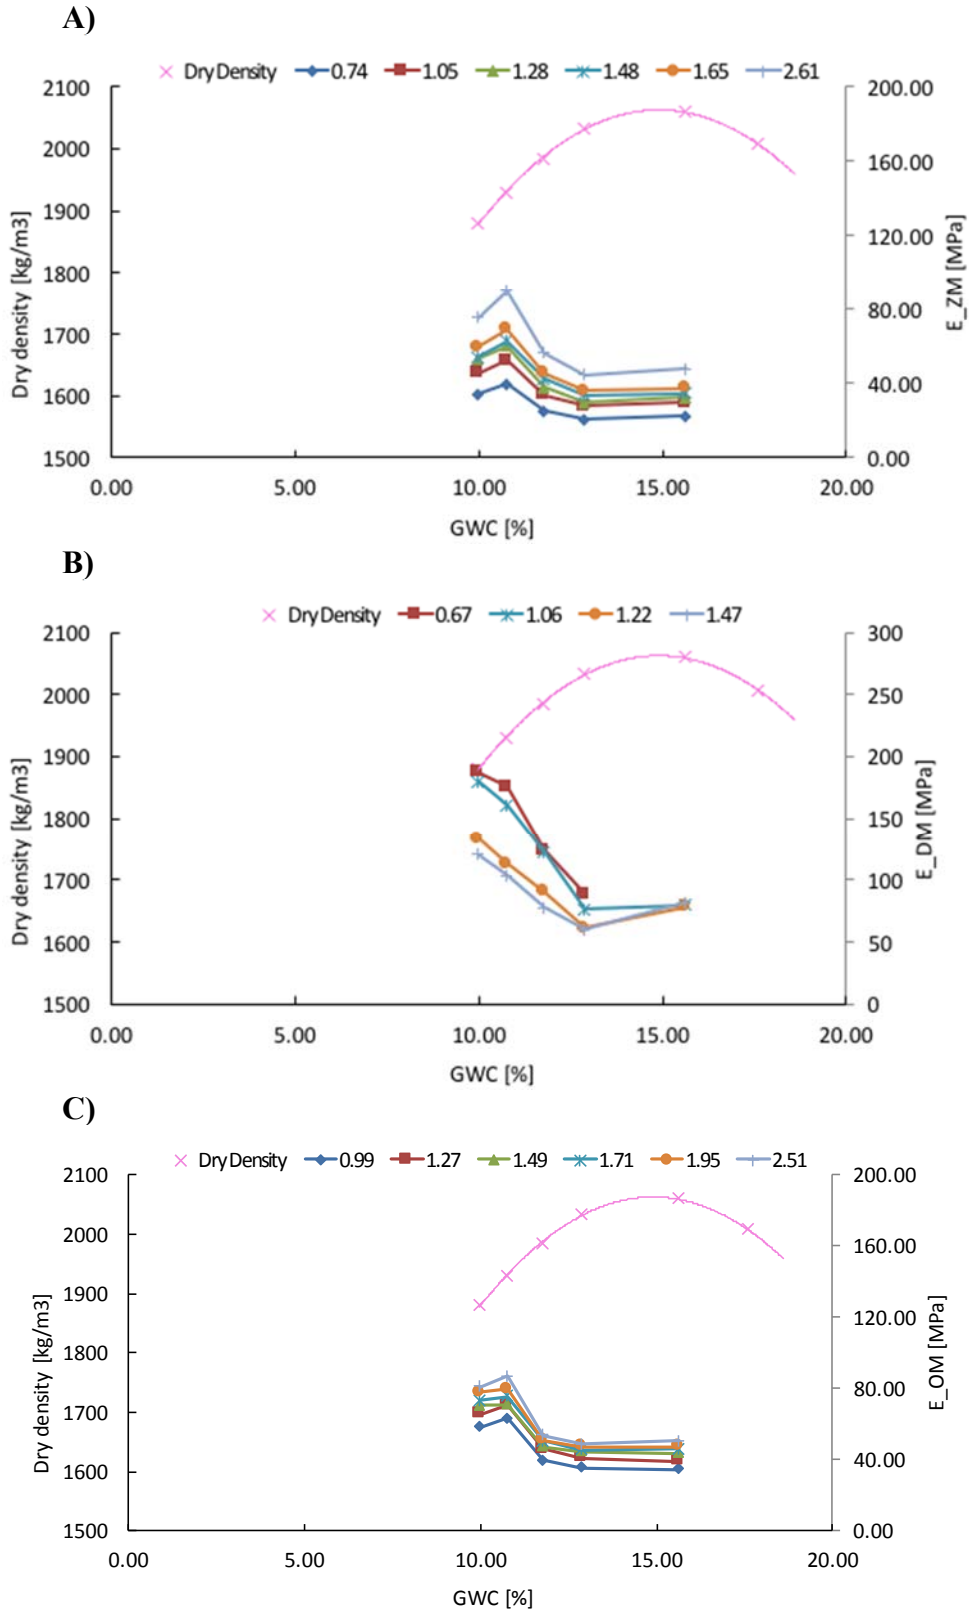 A)
Dry Density 0.74 1.05 1.28 1.48 1.65 2.61
2100 200.00
2000 160.00
1900
120.00
1800
80.00
1700
1600 40.00
1500 0.00
Dry density [kg/m3]
E_ZM [MPa]
0.00 5.00 10.00 15.00 20.00
GWC [%]
B)
Dry Density 0.67 1.06 1.22 1.47
2100 300
2000 250
1900 200
1800 150
1700 100
1600 50
1500 0
Dry density [kg/m3]
E_DM [MPa]
0.00 5.00 10.00 15.00 20.00
GWC [%]
C)
Dry Density 0.99 1.27 1.49 1.71 1.95 2.51
2100 200.00
2000 160.00
1900
120.00
1800
80.00
1700
1600 40.00
1500 0.00
Dry density [kg/m3]
E_OM [MPa]
0.00 5.00 10.00 15.00 20.00
GWC [%]